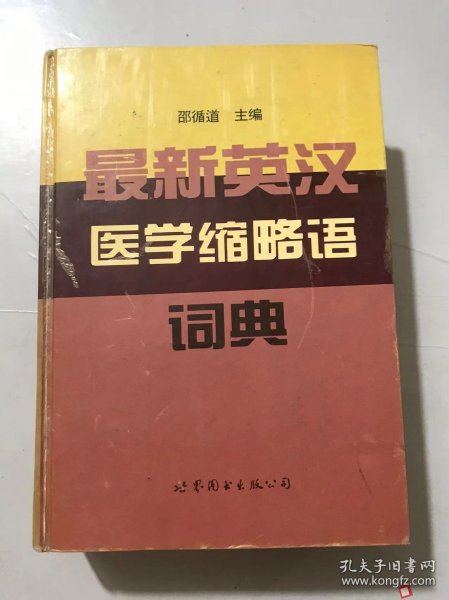 邵循道 主编
最新英汉
医学缩略语
词典
世界图书出版公司
孔夫子旧书网
www.kongfz.com